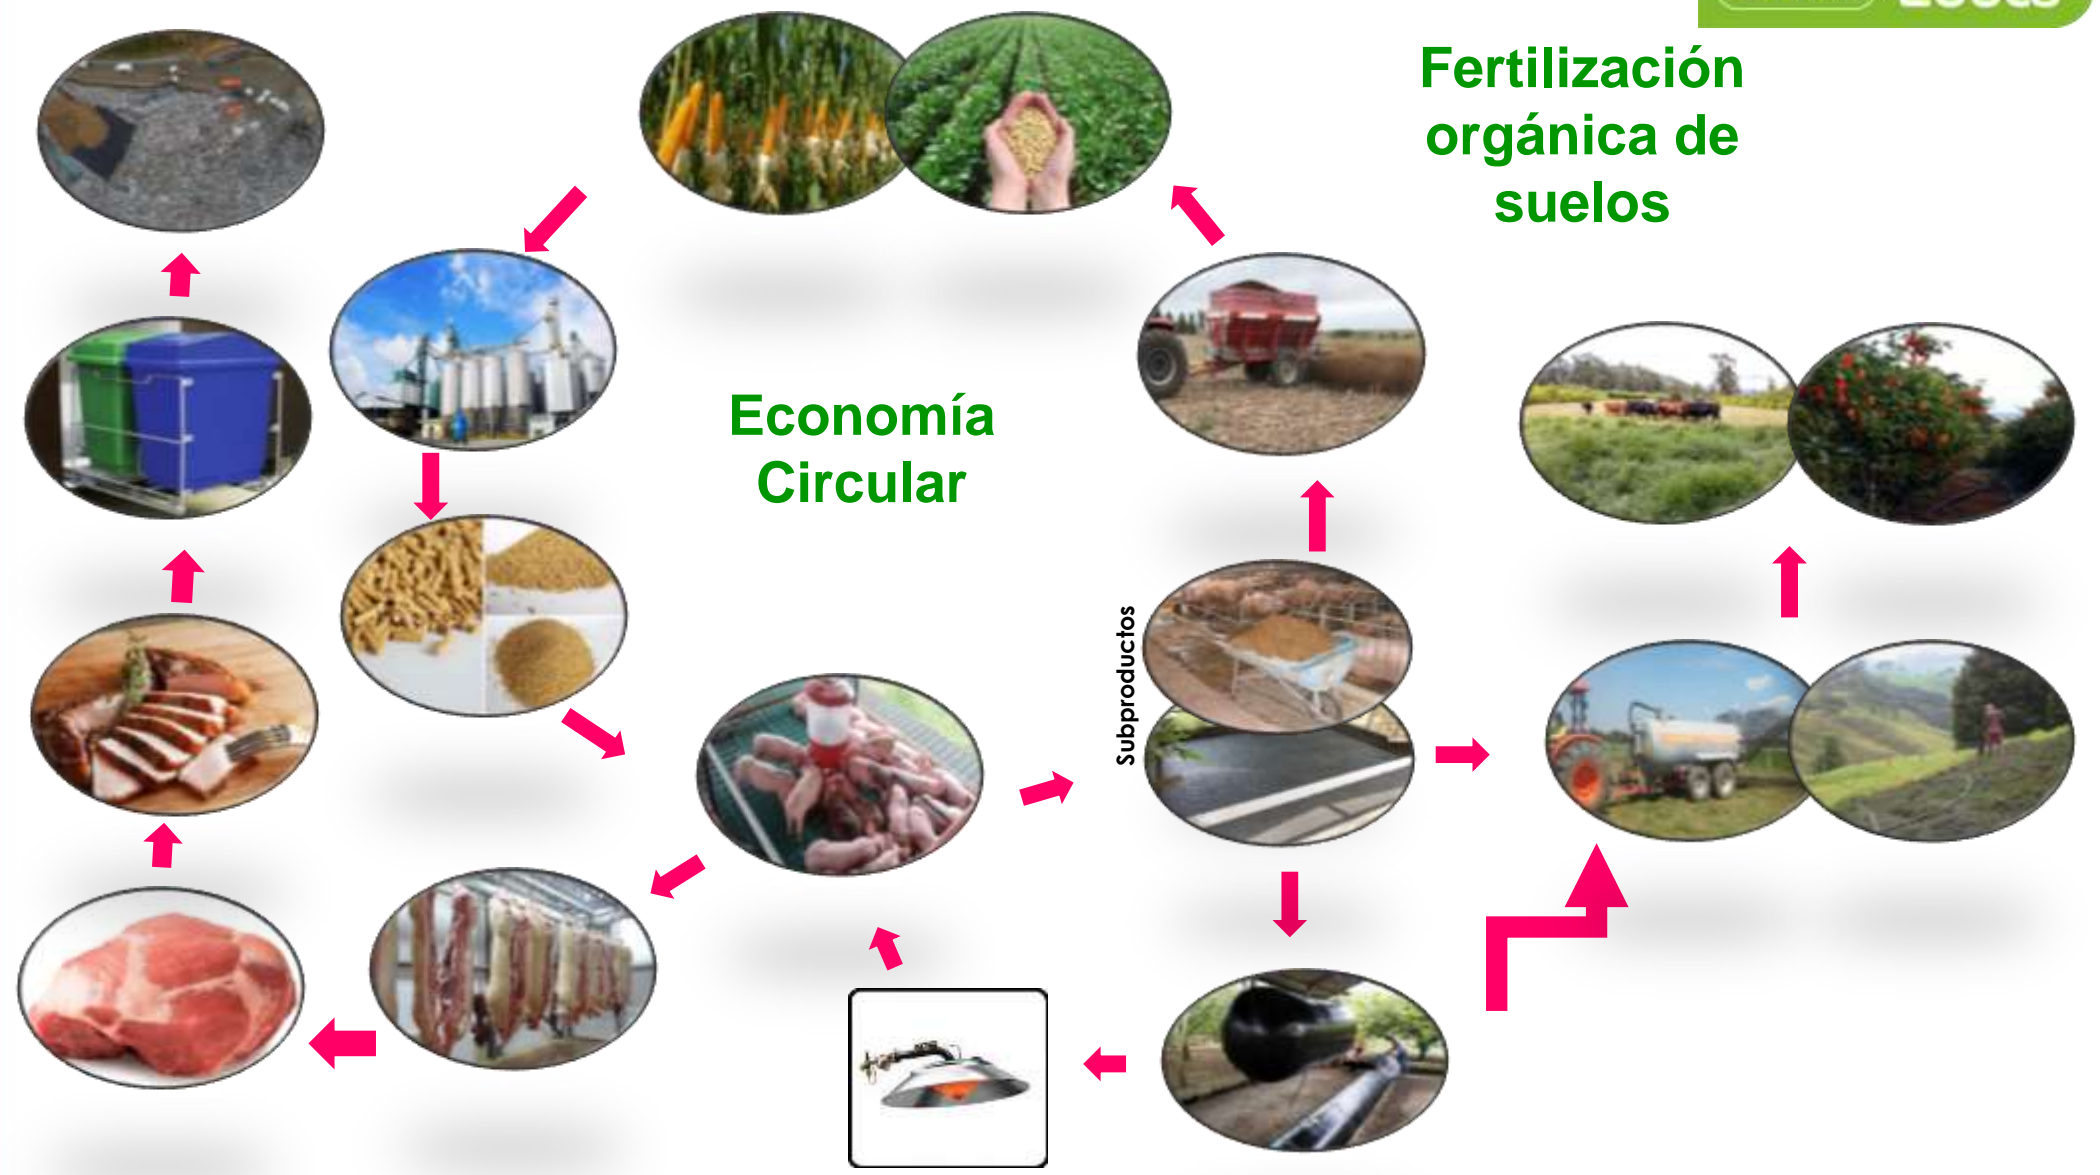 Fertilización
orgánica de
suelos
Economía
Circular
Subproductos